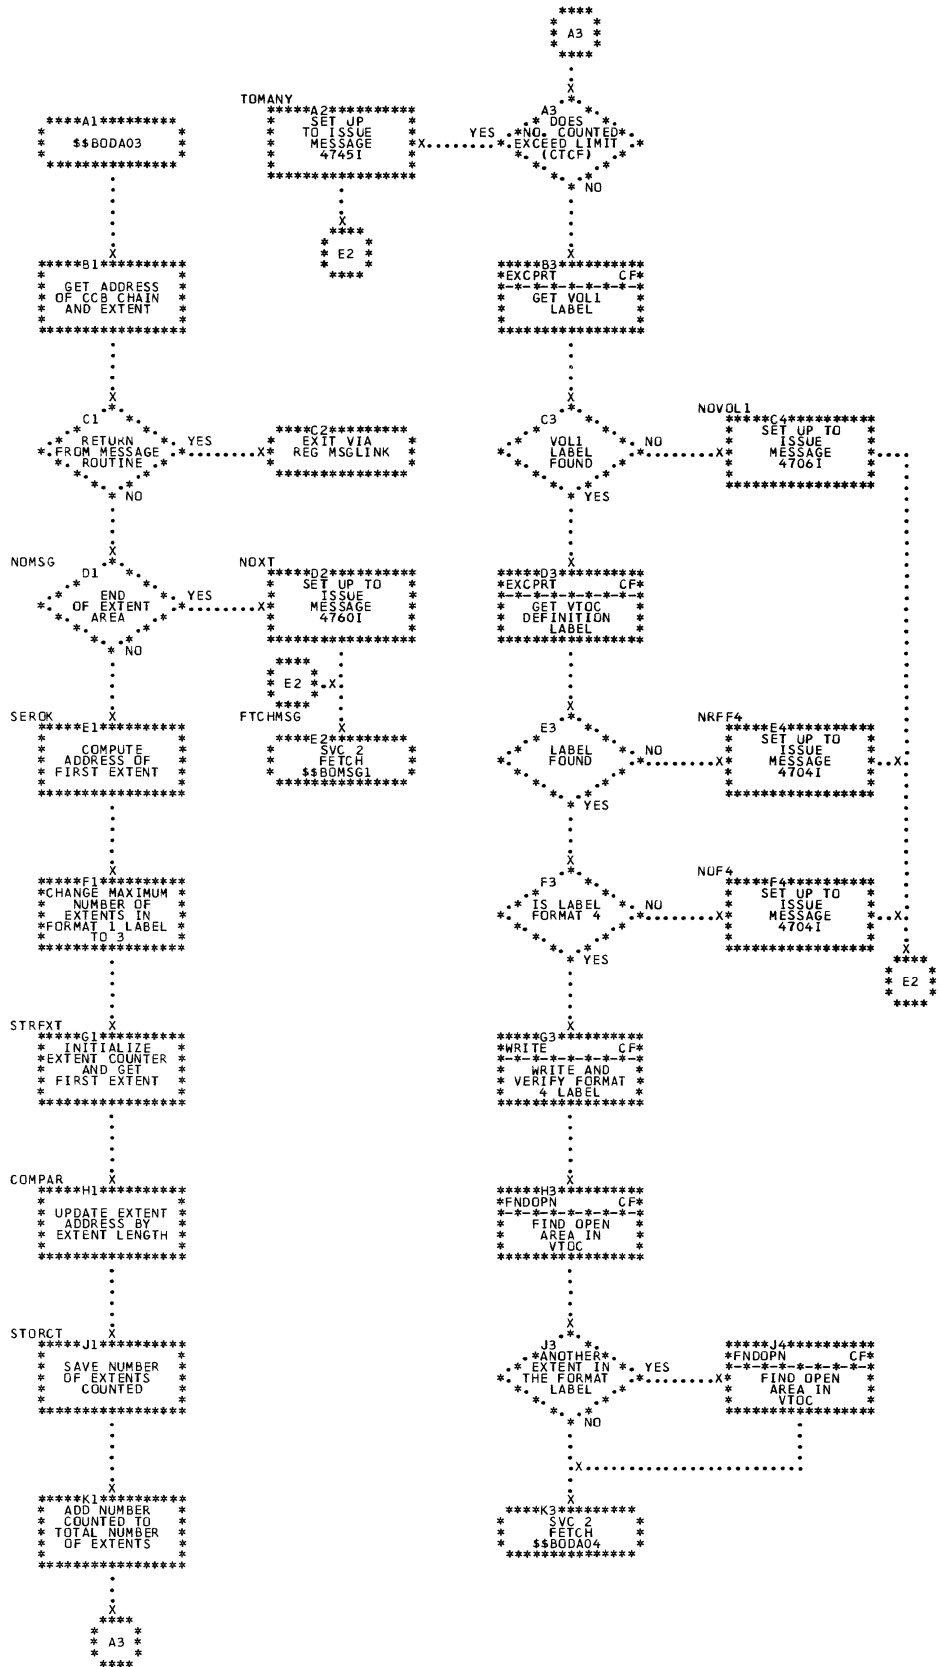 A1
$$BODA03
B1
GET ADDRESS
OF CCB CHAIN
AND EXTENT
C1
RETURN
FROM MESSAGE
ROUTINE
YES
NO
C2
EXIT VIA
REG MSGLINK
NOMSG
D1
END
OF EXTENT
AREA
YES
NO
NOXT
D2
SET UP TO
ISSUE
MESSAGE
4760I
E2
FTCHMSG
E2
SVC 2
FETCH
$$BOMSG1
SEROK
E1
COMPUTE
ADDRESS OF
FIRST EXTENT
F1
CHANGE MAXIMUM
NUMBER OF
EXTENTS IN
FORMAT 1 LABEL
TO 3
STRFXT
G1
INITIALIZE
EXTENT COUNTER
AND GET
FIRST EXTENT
COMPAR
H1
UPDATE EXTENT
ADDRESS BY
EXTENT LENGTH
STORCT
J1
SAVE NUMBER
OF EXTENTS
COUNTED
K1
ADD NUMBER
COUNTED TO
TOTAL NUMBER
OF EXTENTS
A3
TOMANY
A2
SET UP
TO ISSUE
MESSAGE
4745I
E2
A3
A3
DOES
NO. COUNTED
EXCEED LIMIT
(CTCF)
YES
NO
B3
EXCPRT CF
GET VOL1
LABEL
C3
VOL1
LABEL
FOUND
NO
YES
NOVOL1
C4
SET UP TO
ISSUE
MESSAGE
4706I
D3
EXCPRT CF
GET VTOC
DEFINITION
LABEL
E3
LABEL
FOUND
NO
YES
NRFF4
E4
SET UP TO
ISSUE
MESSAGE
4704I
F3
IS LABEL
FORMAT 4
NO
YES
NOF4
F4
SET UP TO
ISSUE
MESSAGE
4704I
E2
G3
WRITE CF
WRITE AND
VERIFY FORMAT
4 LABEL
H3
FNDOPN CF
FIND OPEN
AREA IN
VTOC
J3
ANOTHER
EXTENT IN
THE FORMAT
LABEL
YES
NO
J4
FNDOPN CF
FIND OPEN
AREA IN
VTOC
K3
SVC 2
FETCH
$$BODA04